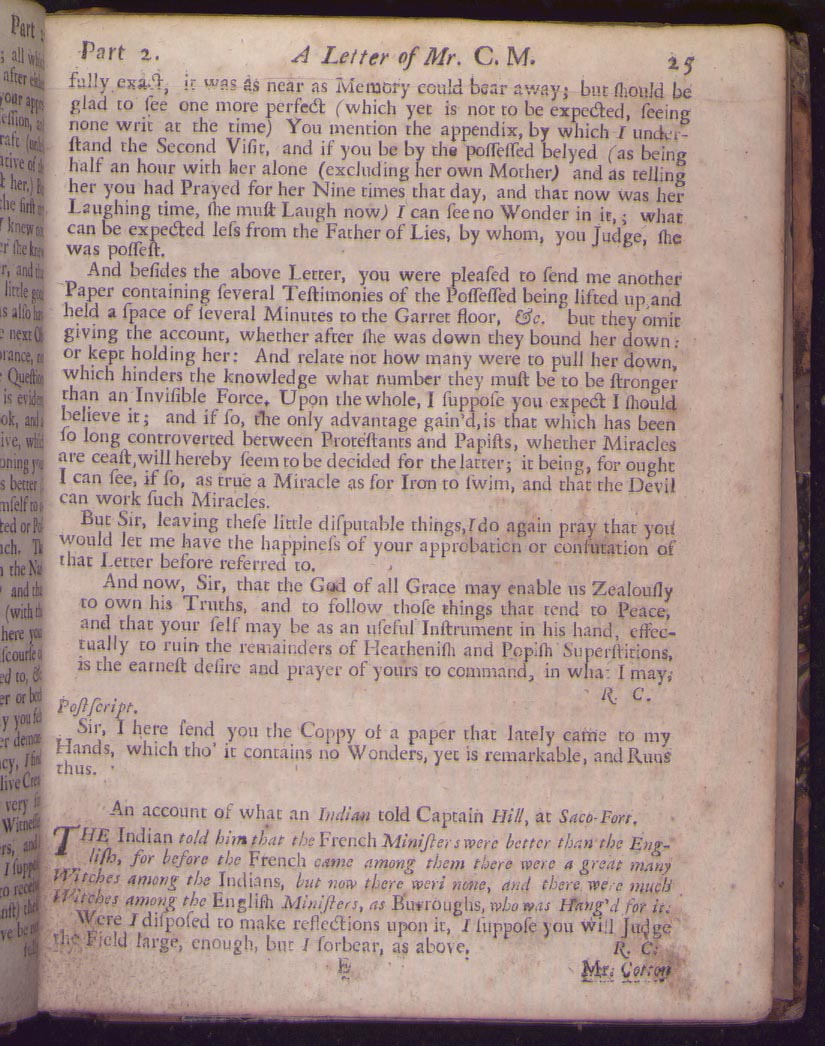 Part 2. A Letter of Mr. C. M. 25
fully exact, it was as near as Memory could bear away; but ſhould be
glad to ſee one more perfect (which yet is not to be expected, ſeeing
none writ at the time) You mention the appendix, by which I under-
ſtand the Second Viſit, and if you be by the poſſeſſed belyed (as being
half an hour with her alone (excluding her own Mother) and as telling
her you had Prayed for her Nine times that day, and that now was her
Laughing time, ſhe muſt Laugh now) I can ſee no Wonder in it,; what
can be expected leſs from the Father of Lies, by whom, you Judge, ſhe
was poſſeſt.
And beſides the above Letter, you were pleaſed to ſend me another
Paper containing ſeveral Teſtimonies of the Poſſeſſed being lifted up, and
held a ſpace of ſeveral Minutes to the Garret floor, &c. but they omit
giving the account, whether after ſhe was down they bound her down:
or kept holding her: And relate not how many were to pull her down,
which hinders the knowledge what number they muſt be to be ſtronger
than an Inviſible Force. Upon the whole, I ſuppoſe you expect I ſhould
believe it; and if ſo, the only advantage gain'd, is that which has been
ſo long controverted between Proteſtants and Papiſts, whether Miracles
are ceaſt, will hereby ſeem to be decided for the latter; it being, for ought
I can ſee, if ſo, as true a Miracle as for Iron to ſwim, and that the Devil
can work ſuch Miracles.
But Sir, leaving theſe little diſputable things, I do again pray that you
would let me have the happineſs of your approbation or confutation of
that Letter before referred to.
And now, Sir, that the God of all Grace may enable us Zealouſly
to own his Truths, and to follow thoſe things that tend to Peace,
and that your ſelf may be as an uſeful Inſtrument in his hand, effec-
tually to ruin the remainders of Heatheniſh and Popiſh Superſtitions,
is the earneſt deſire and prayer of yours to command, in what I may;
R. C.
Poſtſcript.
Sir, I here ſend you the Coppy of a paper that lately came to my
Hands, which tho' it contains no Wonders, yet is remarkable, and Runs
thus.
An account of what an Indian told Captain Hill, at Saco-Fort.
THE Indian told him that the French Miniſters were better than the Eng-
liſh, for before the French came among them there were a great many
Witches among the Indians, but now there weri none, and there were much
Witches among the Engliſh Miniſters, as Burroughs, who was Hang'd for it.
Were I diſpoſed to make reflections upon it, I ſuppoſe you will Judge
the Field large, enough, but I forbear, as above.
R. C.
E Mr. Cotton